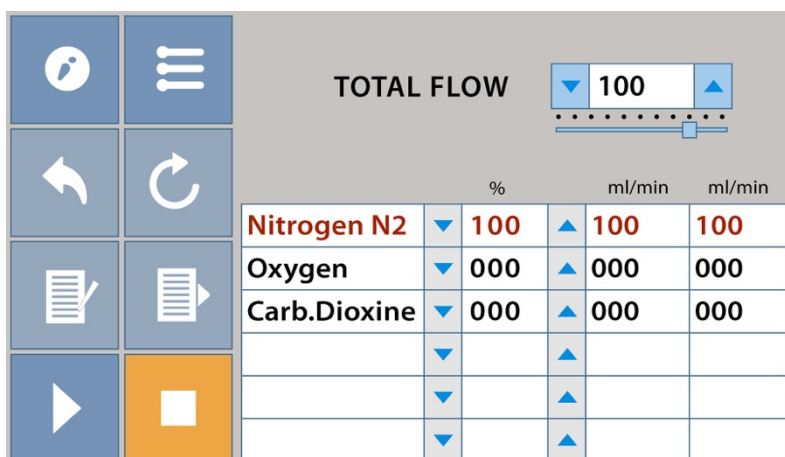 TOTAL FLOW 100
% ml/min ml/min
Nitrogen N2 100 100 100
Oxygen 000 000 000
Carb.Dioxine 000 000 000